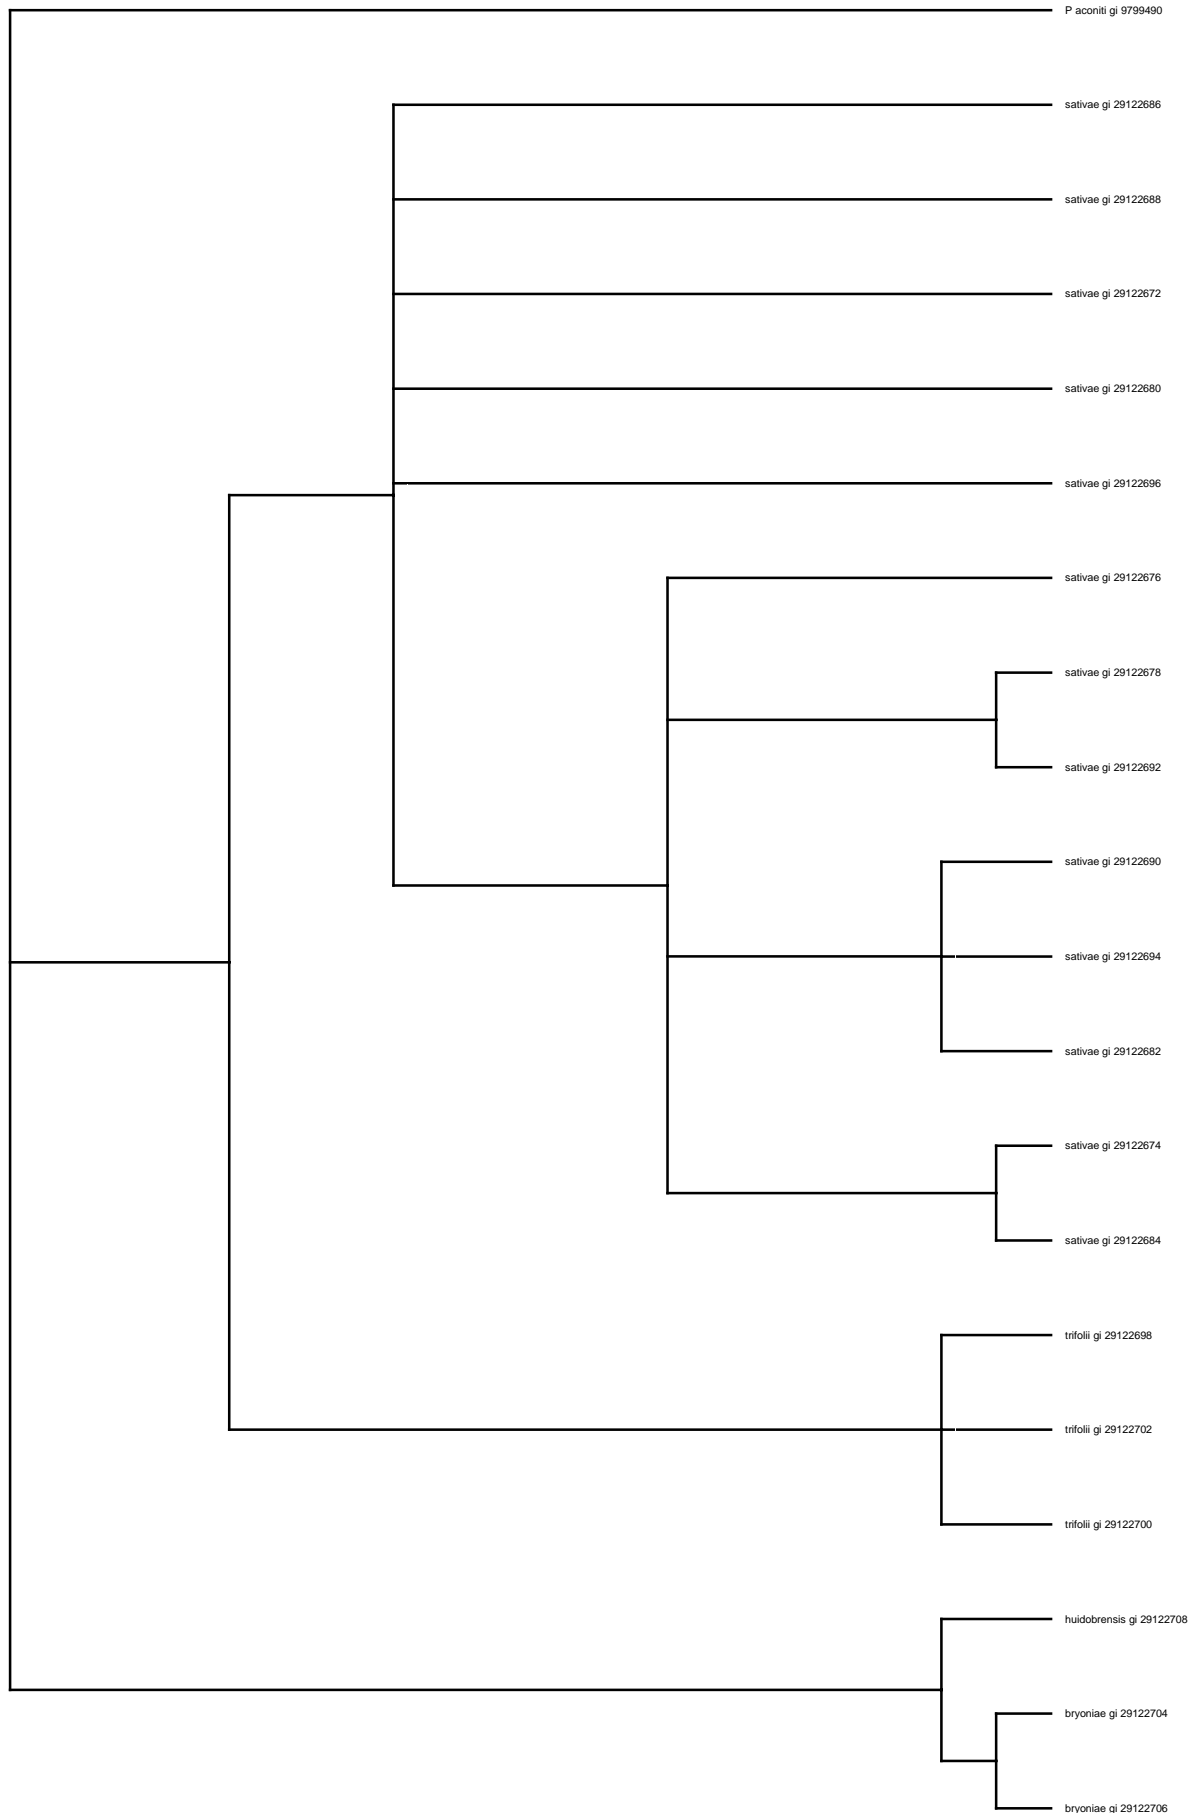 P aconiti gi 9799490
sativae gi 29122686
sativae gi 29122688
sativae gi 29122672
sativae gi 29122680
sativae gi 29122696
sativae gi 29122676
sativae gi 29122678
sativae gi 29122692
sativae gi 29122690
sativae gi 29122694
sativae gi 29122682
sativae gi 29122674
sativae gi 29122684
trifolii gi 29122698
trifolii gi 29122702
trifolii gi 29122700
huidobrensis gi 29122708
bryoniae gi 29122704
bryoniae gi 29122706